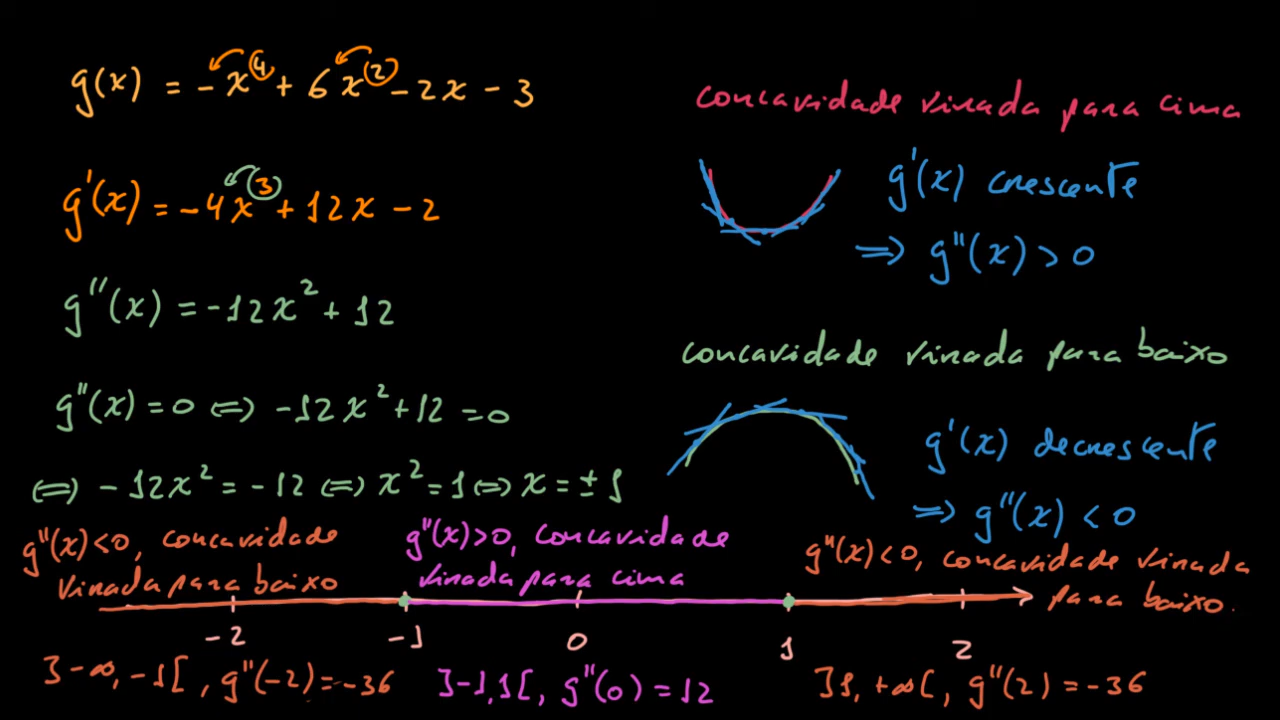 g(x) = -x⁴ + 6x² - 2x - 3
g'(x) = -4x³ + 12x - 2
g''(x) = -12x² + 12
g''(x) = 0 ⇔ -12x² + 12 = 0
⇔ -12x² = -12 ⇔ x² = 1 ⇔ x = ± 1
concavidade virada para cima
g'(x) crescente
⇒ g''(x) > 0
concavidade virada para baixo
g'(x) decrescente
⇒ g''(x) < 0
g''(x) < 0, concavidade
virada para baixo
g''(x) > 0, concavidade
virada para cima
g''(x) < 0, concavidade virada
para baixo.
-2 -1 0 1 2
]-∞, -1[ , g''(-2) = -36
]-1, 1[, g''(0) = 12
]1, +∞[, g''(2) = -36